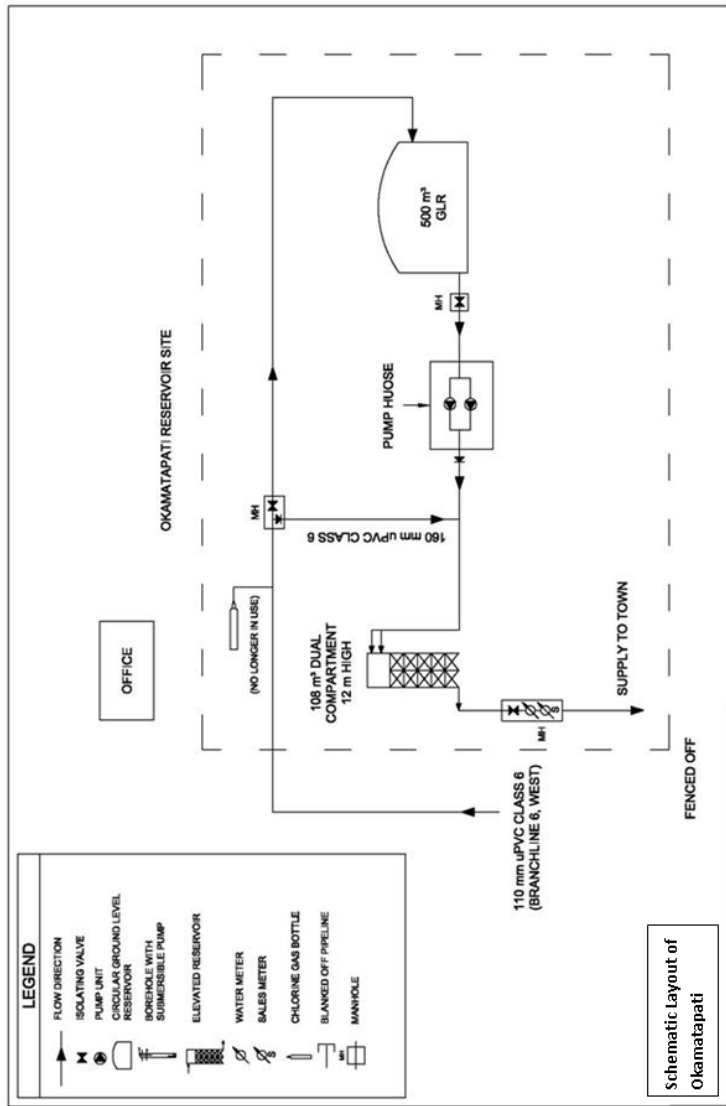 OKAMATAPATI RESERVOIR SITE
OFFICE
(NO LONGER IN USE)
MH
160 mm uPVC CLASS 6
500 m³
GLR
MH
PUMP HUOSE
108 m³ DUAL
COMPARTMENT
12 m HIGH
S
MH
SUPPLY TO TOWN
110 mm uPVC CLASS 6
(BRANCHLINE 6, WEST)
FENCED OFF
LEGEND
FLOW DIRECTION
ISOLATING VALVE
PUMP UNIT
CIRCULAR GROUND LEVEL
RESERVOIR
BOREHOLE WITH
SUBMERSIBLE PUMP
ELEVATED RESERVOIR
WATER METER
S
SALES METER
CHLORINE GAS BOTTLE
BLANKED OFF PIPELINE
MH
MANHOLE
Schematic Layout of
Okamatapati